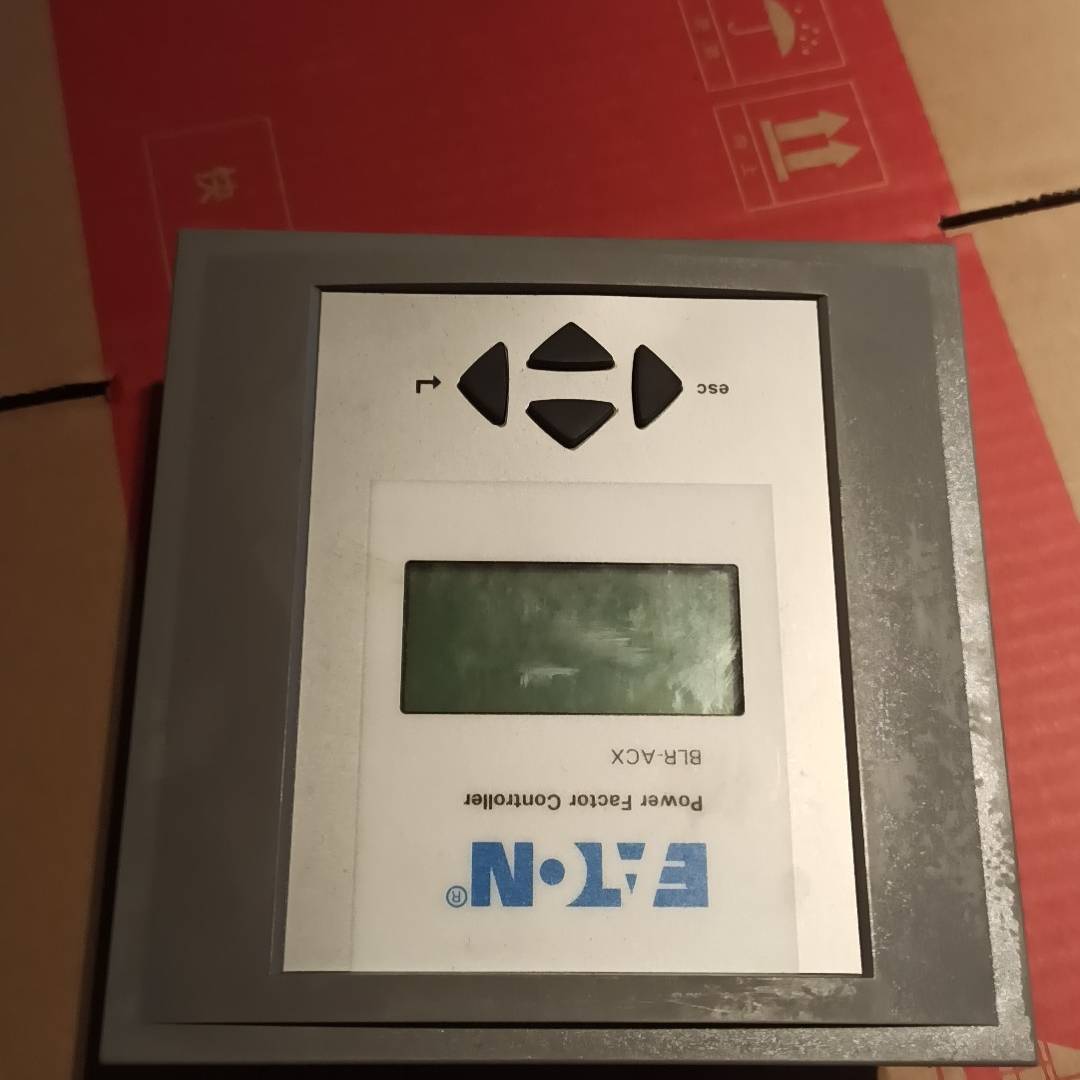 EATON®
Power Factor Controller
BLR-ACX
esc